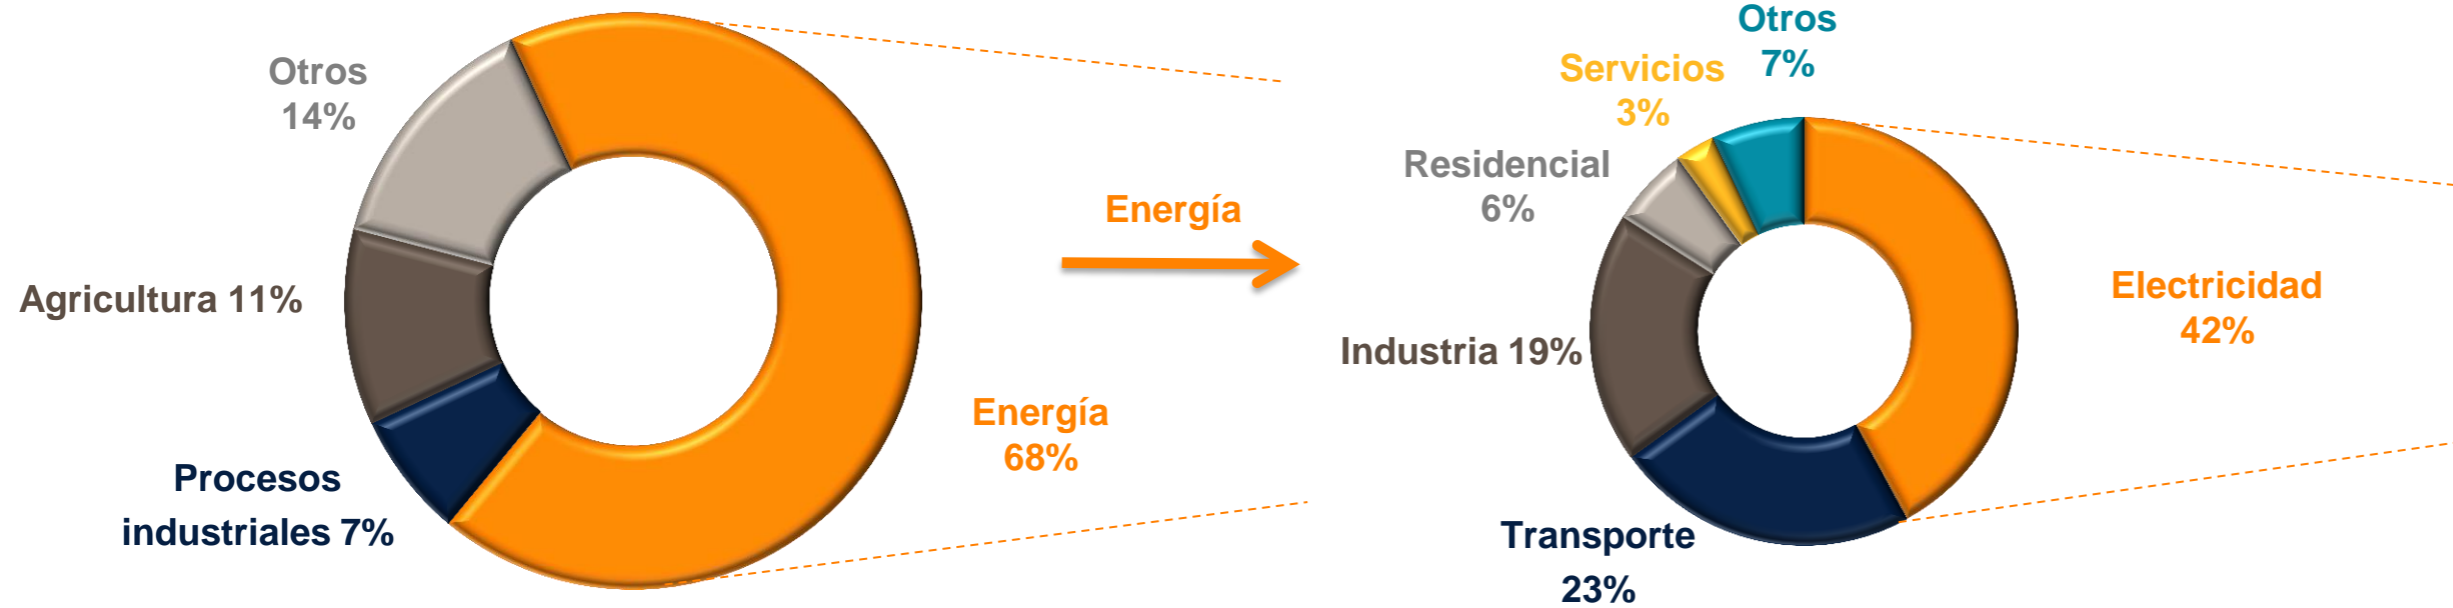 Otros
14%
Agricultura 11%
Procesos
industriales 7%
Energía
68%
Energía
Otros
7%
Servicios
3%
Residencial
6%
Industria 19%
Transporte
23%
Electricidad
42%